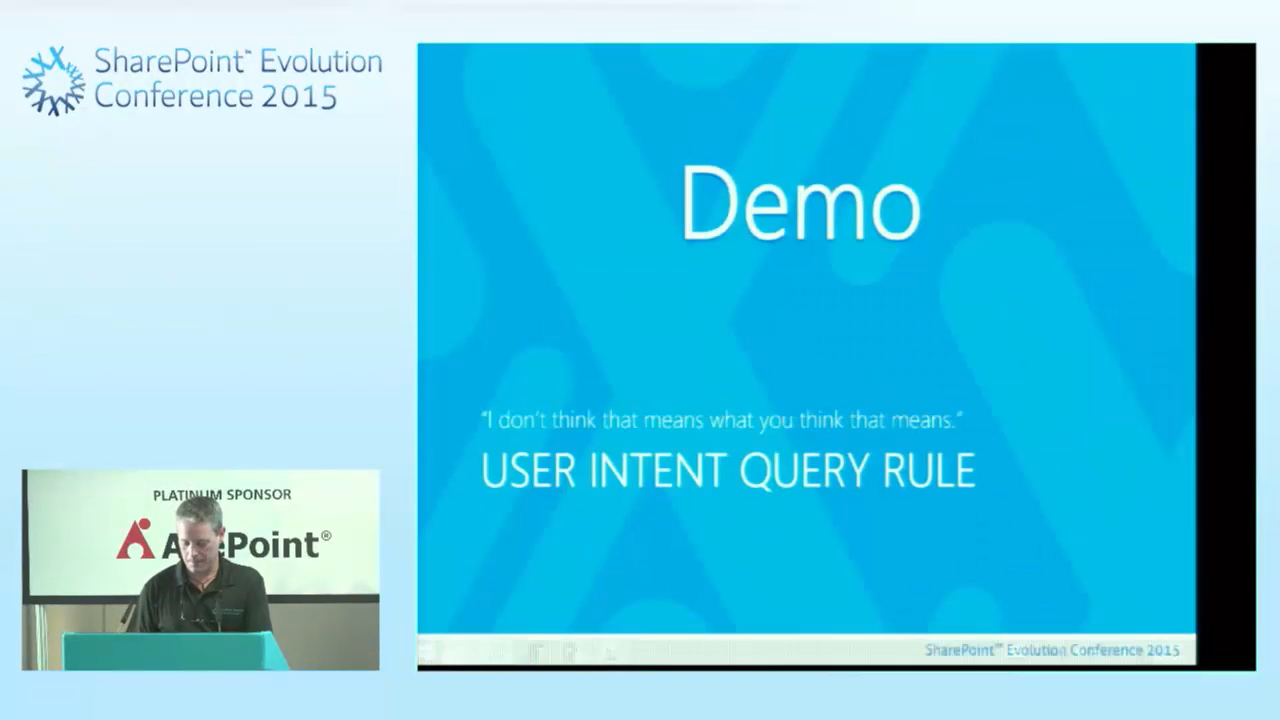 SharePoint™ Evolution
Conference 2015
Demo
"I don't think that means what you think that means."
USER INTENT QUERY RULE
PLATINUM SPONSOR
AvePoint®
SharePoint™ Evolution Conference 2015